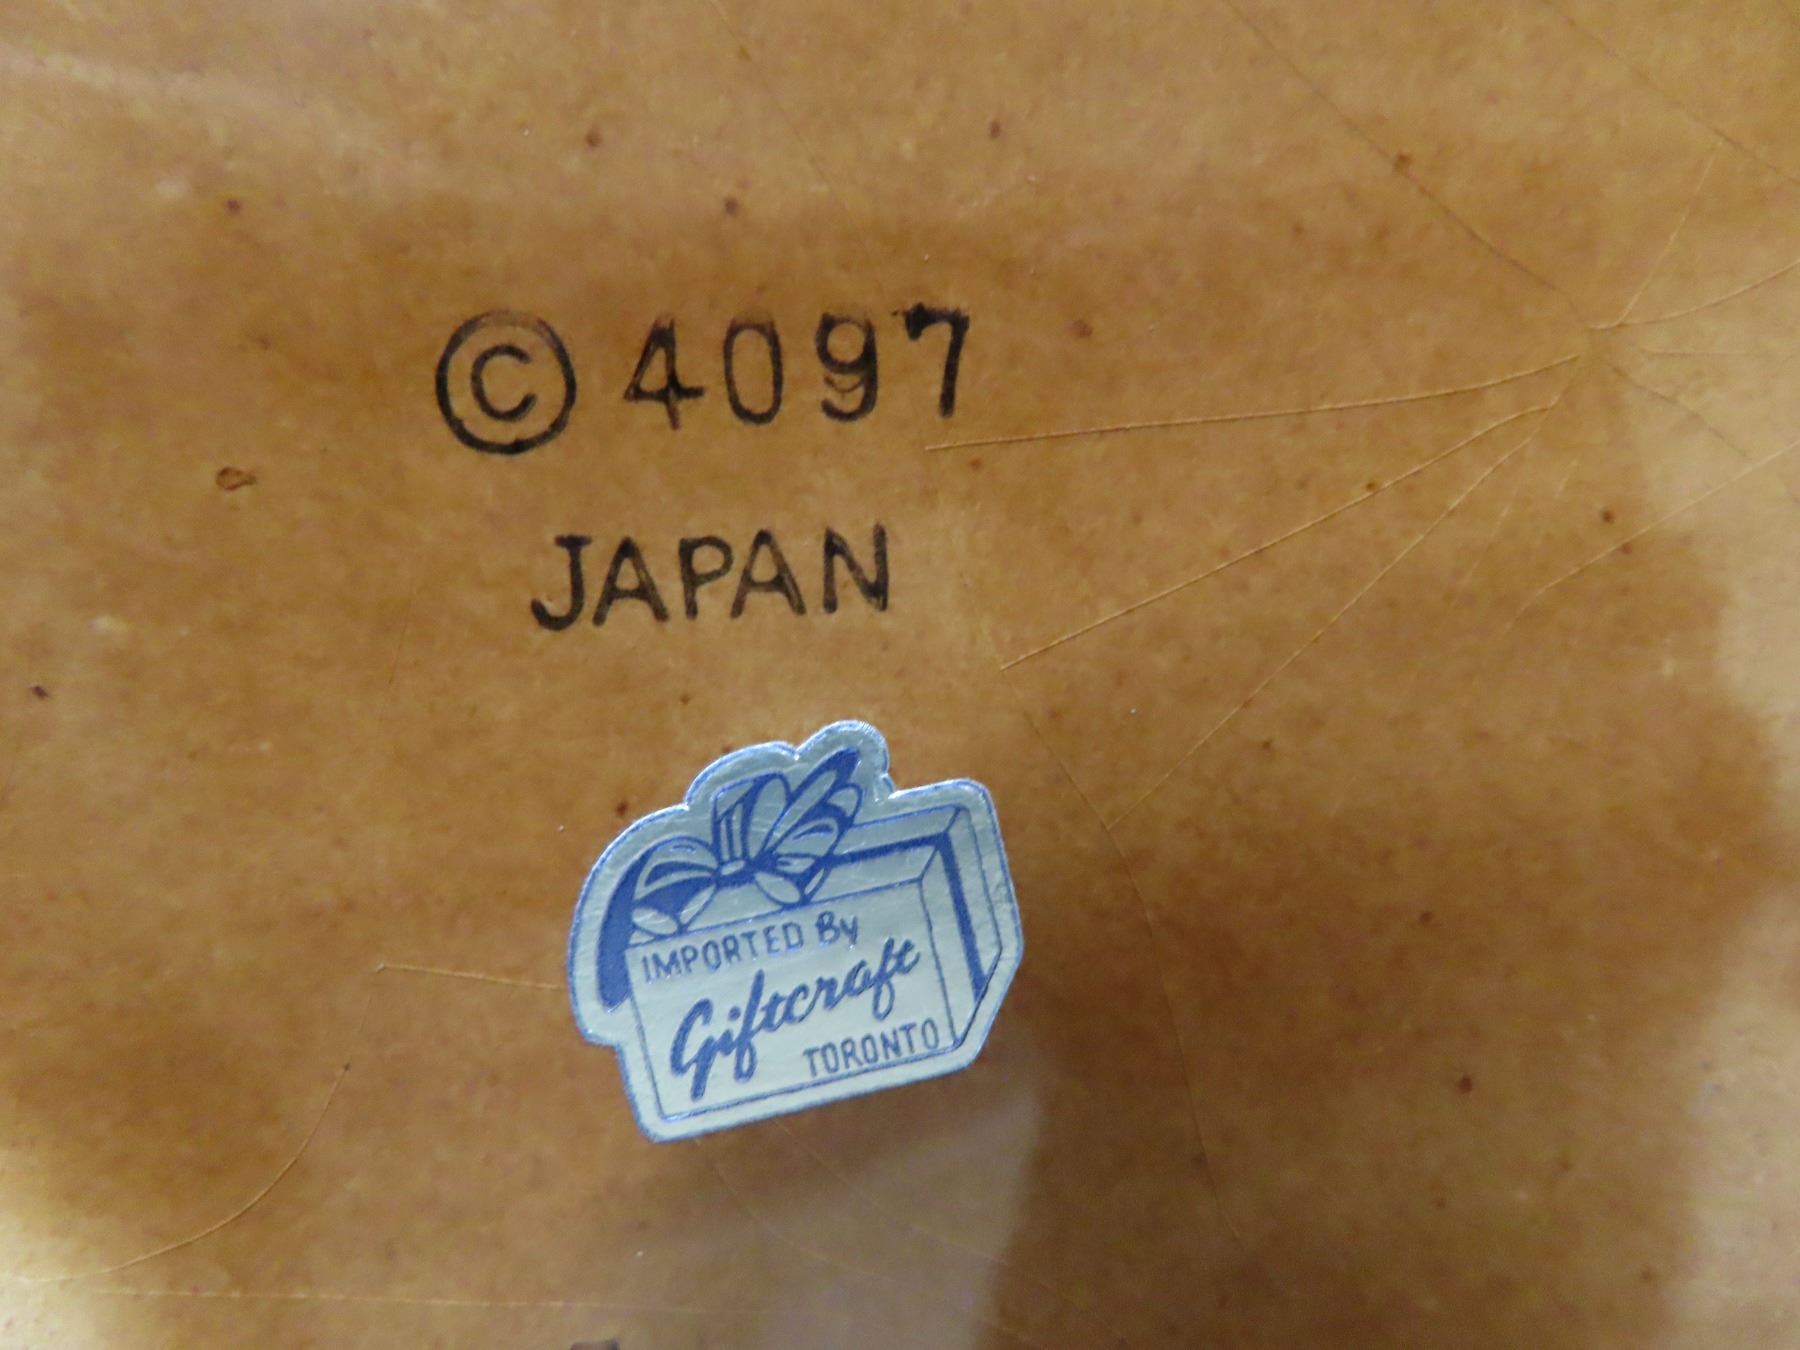 © 4097
JAPAN
IMPORTED By
Giftcraft
TORONTO